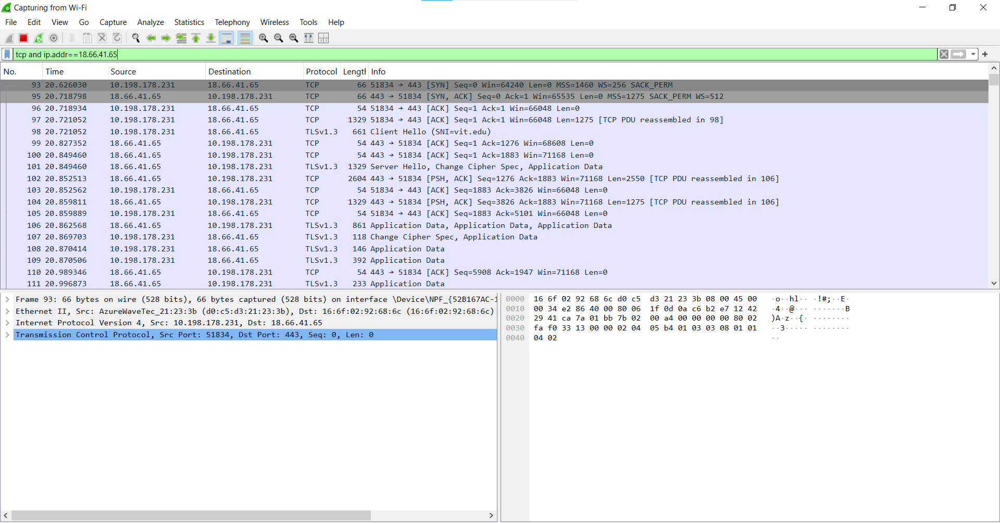 Capturing from Wi-Fi
File Edit View Go Capture Analyze Statistics Telephony Wireless Tools Help
tcp and ip.addr==18.66.41.65
No. Time Source Destination Protocol Length Info
93 20.626030 10.198.178.231 18.66.41.65 TCP 66 51834 → 443 [SYN] Seq=0 Win=64240 Len=0 MSS=1460 WS=256 SACK_PERM
95 20.718798 18.66.41.65 10.198.178.231 TCP 66 443 → 51834 [SYN, ACK] Seq=0 Ack=1 Win=65535 Len=0 MSS=1275 SACK_PERM WS=512
96 20.718934 10.198.178.231 18.66.41.65 TCP 54 51834 → 443 [ACK] Seq=1 Ack=1 Win=66048 Len=0
97 20.721052 10.198.178.231 18.66.41.65 TCP 1329 51834 → 443 [ACK] Seq=1 Ack=1 Win=66048 Len=1275 [TCP PDU reassembled in 98]
98 20.721052 10.198.178.231 18.66.41.65 TLSv1.3 661 Client Hello (SNI=vit.edu)
99 20.827352 18.66.41.65 10.198.178.231 TCP 54 443 → 51834 [ACK] Seq=1 Ack=1276 Win=68608 Len=0
100 20.849460 18.66.41.65 10.198.178.231 TCP 54 443 → 51834 [ACK] Seq=1 Ack=1883 Win=71168 Len=0
101 20.849460 18.66.41.65 10.198.178.231 TLSv1.3 1329 Server Hello, Change Cipher Spec, Application Data
102 20.852513 18.66.41.65 10.198.178.231 TCP 2604 443 → 51834 [PSH, ACK] Seq=1276 Ack=1883 Win=71168 Len=2550 [TCP PDU reassembled in 106]
103 20.852562 10.198.178.231 18.66.41.65 TCP 54 51834 → 443 [ACK] Seq=1883 Ack=3826 Win=66048 Len=0
104 20.859811 18.66.41.65 10.198.178.231 TCP 1329 443 → 51834 [PSH, ACK] Seq=3826 Ack=1883 Win=71168 Len=1275 [TCP PDU reassembled in 106]
105 20.859889 10.198.178.231 18.66.41.65 TCP 54 51834 → 443 [ACK] Seq=1883 Ack=5101 Win=66048 Len=0
106 20.862568 18.66.41.65 10.198.178.231 TLSv1.3 861 Application Data, Application Data, Application Data
107 20.869703 10.198.178.231 18.66.41.65 TLSv1.3 118 Change Cipher Spec, Application Data
108 20.870414 10.198.178.231 18.66.41.65 TLSv1.3 146 Application Data
109 20.870506 10.198.178.231 18.66.41.65 TLSv1.3 392 Application Data
110 20.989346 18.66.41.65 10.198.178.231 TCP 54 443 → 51834 [ACK] Seq=5908 Ack=1947 Win=71168 Len=0
111 20.996873 18.66.41.65 10.198.178.231 TLSv1.3 233 Application Data
Frame 93: 66 bytes on wire (528 bits), 66 bytes captured (528 bits) on interface \Device\NPF_{52B167AC-1
Ethernet II, Src: AzureWaveTec_21:23:3b (d0:c5:d3:21:23:3b), Dst: 16:6f:02:92:68:6c (16:6f:02:92:68:6c)
Internet Protocol Version 4, Src: 10.198.178.231, Dst: 18.66.41.65
Transmission Control Protocol, Src Port: 51834, Dst Port: 443, Seq: 0, Len: 0
0000 16 6f 02 92 68 6c d0 c5 d3 21 23 3b 08 00 45 00 ·o··hl·· ·!#;··E·
0010 00 34 e2 86 40 00 80 06 1f 0d 0a c6 b2 e7 12 42 ·4··@··· ·······B
0020 29 41 ca 7a 01 bb 7b 02 00 a4 00 00 00 00 80 02 )A·z··{· ········
0030 fa f0 33 13 00 00 02 04 05 b4 01 03 03 08 01 01 ··3····· ········
0040 04 02 ··